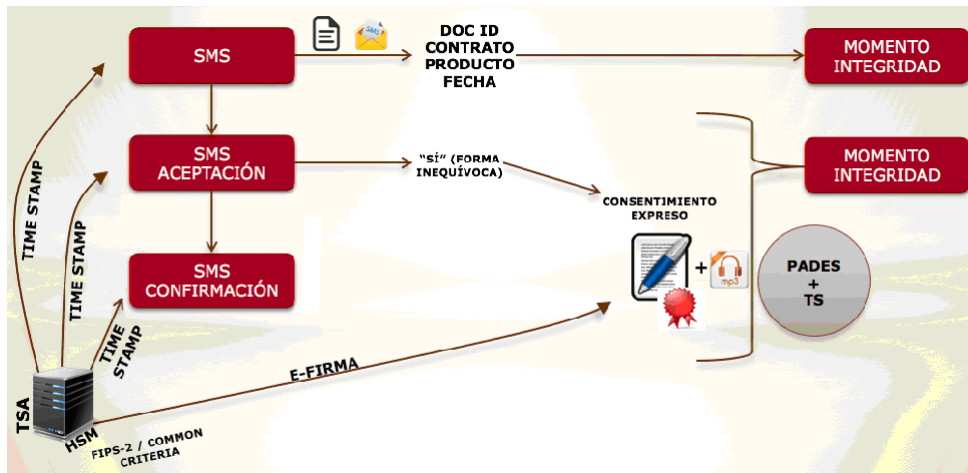 SMS
SMS
DOC ID
CONTRATO
PRODUCTO
FECHA
MOMENTO
INTEGRIDAD
SMS
ACEPTACIÓN
“SÍ” (FORMA
INEQUÍVOCA)
MOMENTO
INTEGRIDAD
CONSENTIMIENTO
EXPRESO
+
mp3
PADES
+
TS
SMS
CONFIRMACIÓN
TIME STAMP
TIME STAMP
TIME
STAMP
E-FIRMA
TSA
HSM
FIPS-2 / COMMON
CRITERIA